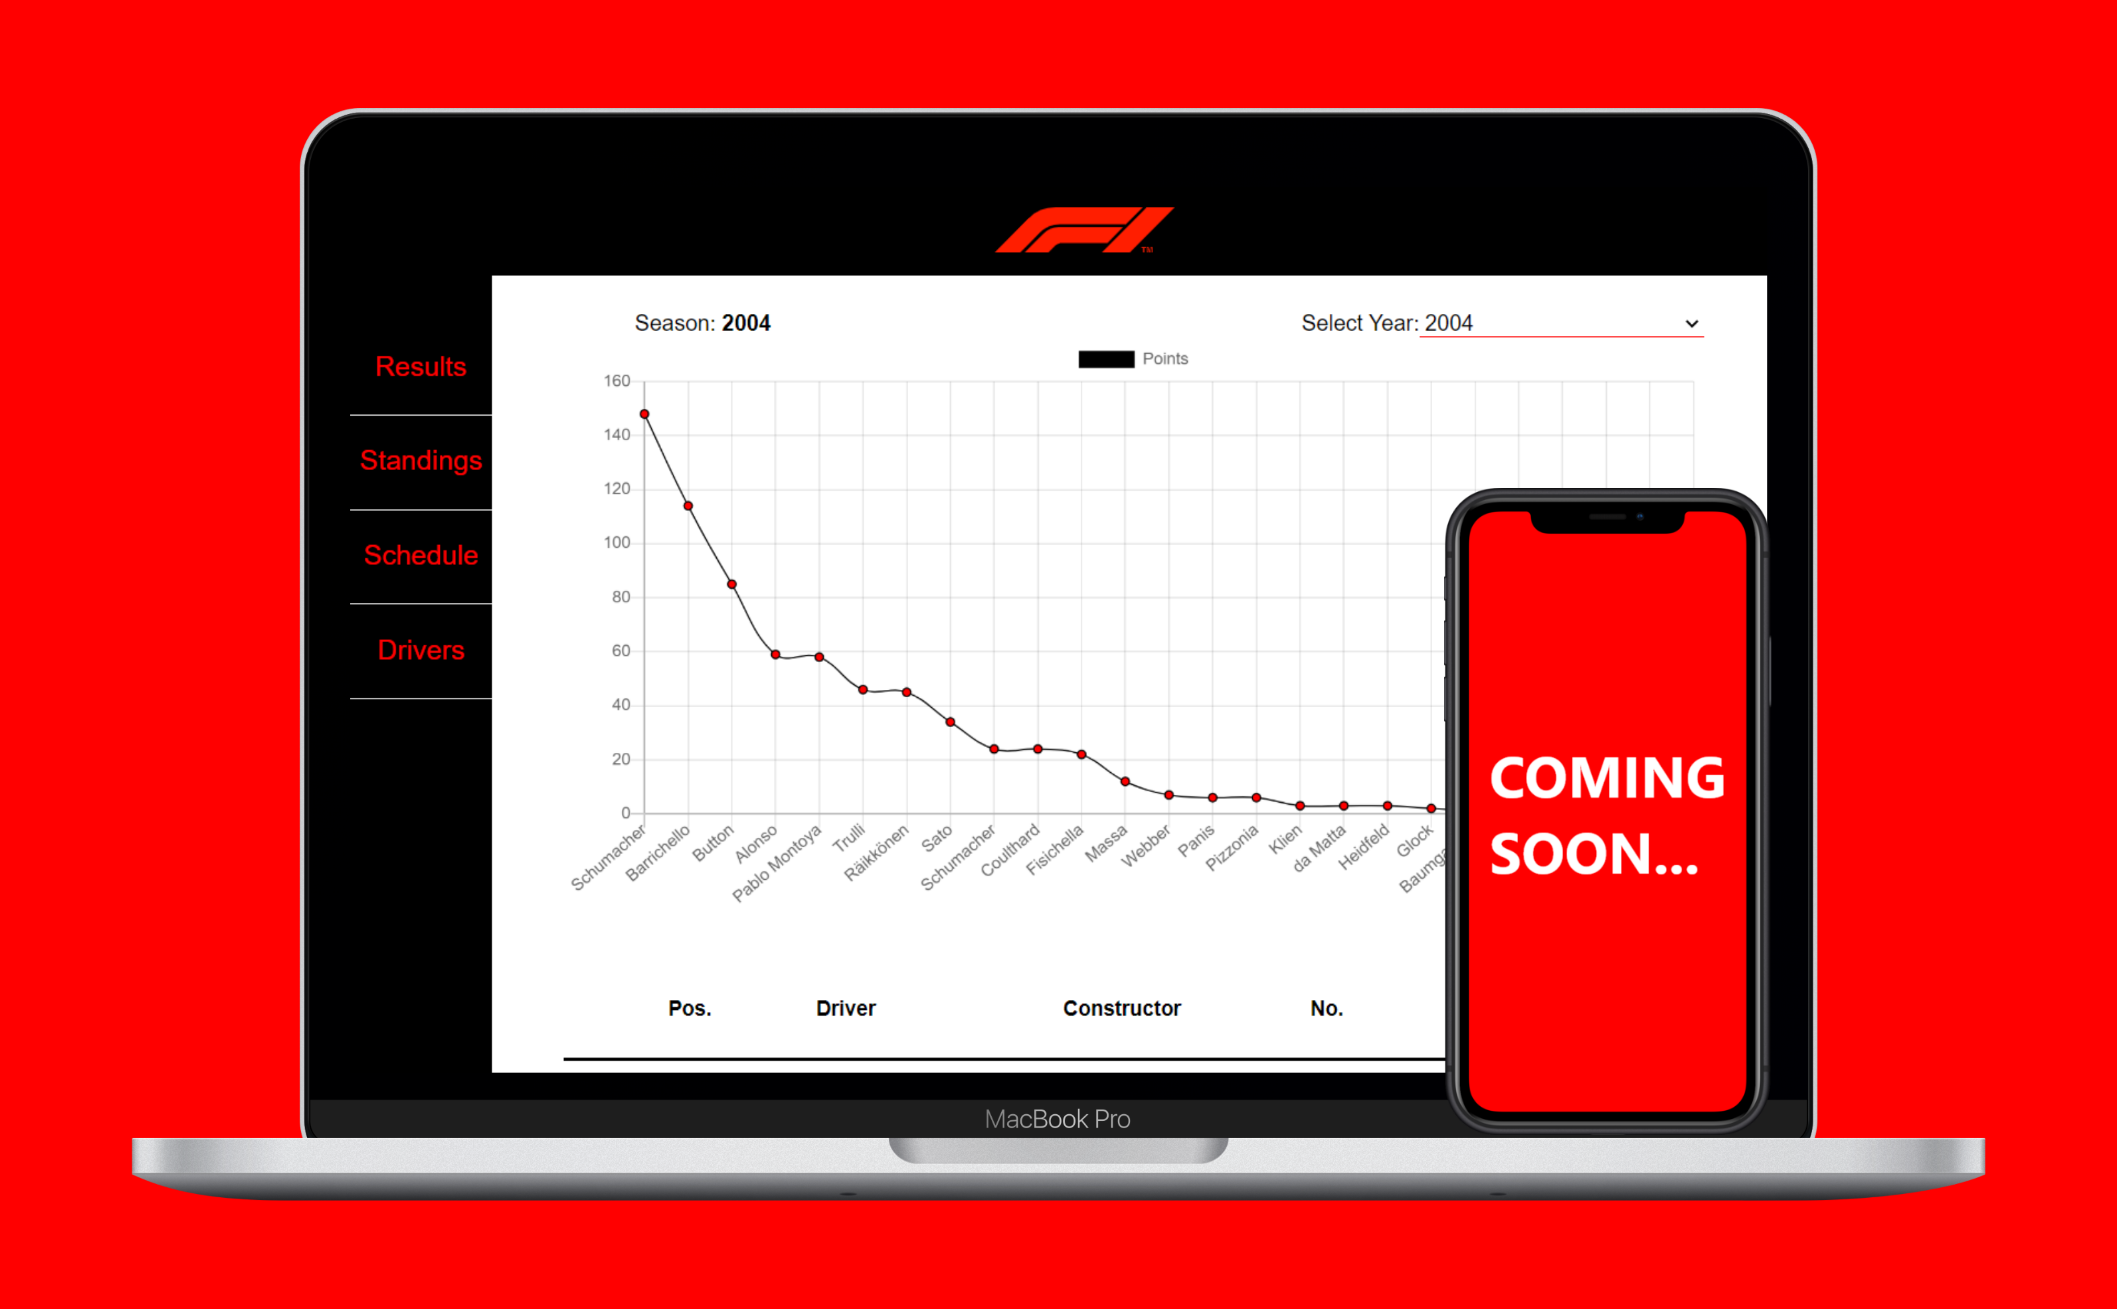 F1
TM
Season: 2004
Select Year: 2004
Points
Results
Standings
Schedule
Drivers
160
140
120
100
80
60
40
20
0
Schumacher
Barrichello
Button
Alonso
Pablo Montoya
Trulli
Räikkönen
Sato
Schumacher
Coulthard
Fisichella
Massa
Webber
Panis
Pizzonia
Klien
da Matta
Heidfeld
Glock
COMING
SOON...
Pos. Driver Constructor No.
MacBook Pro